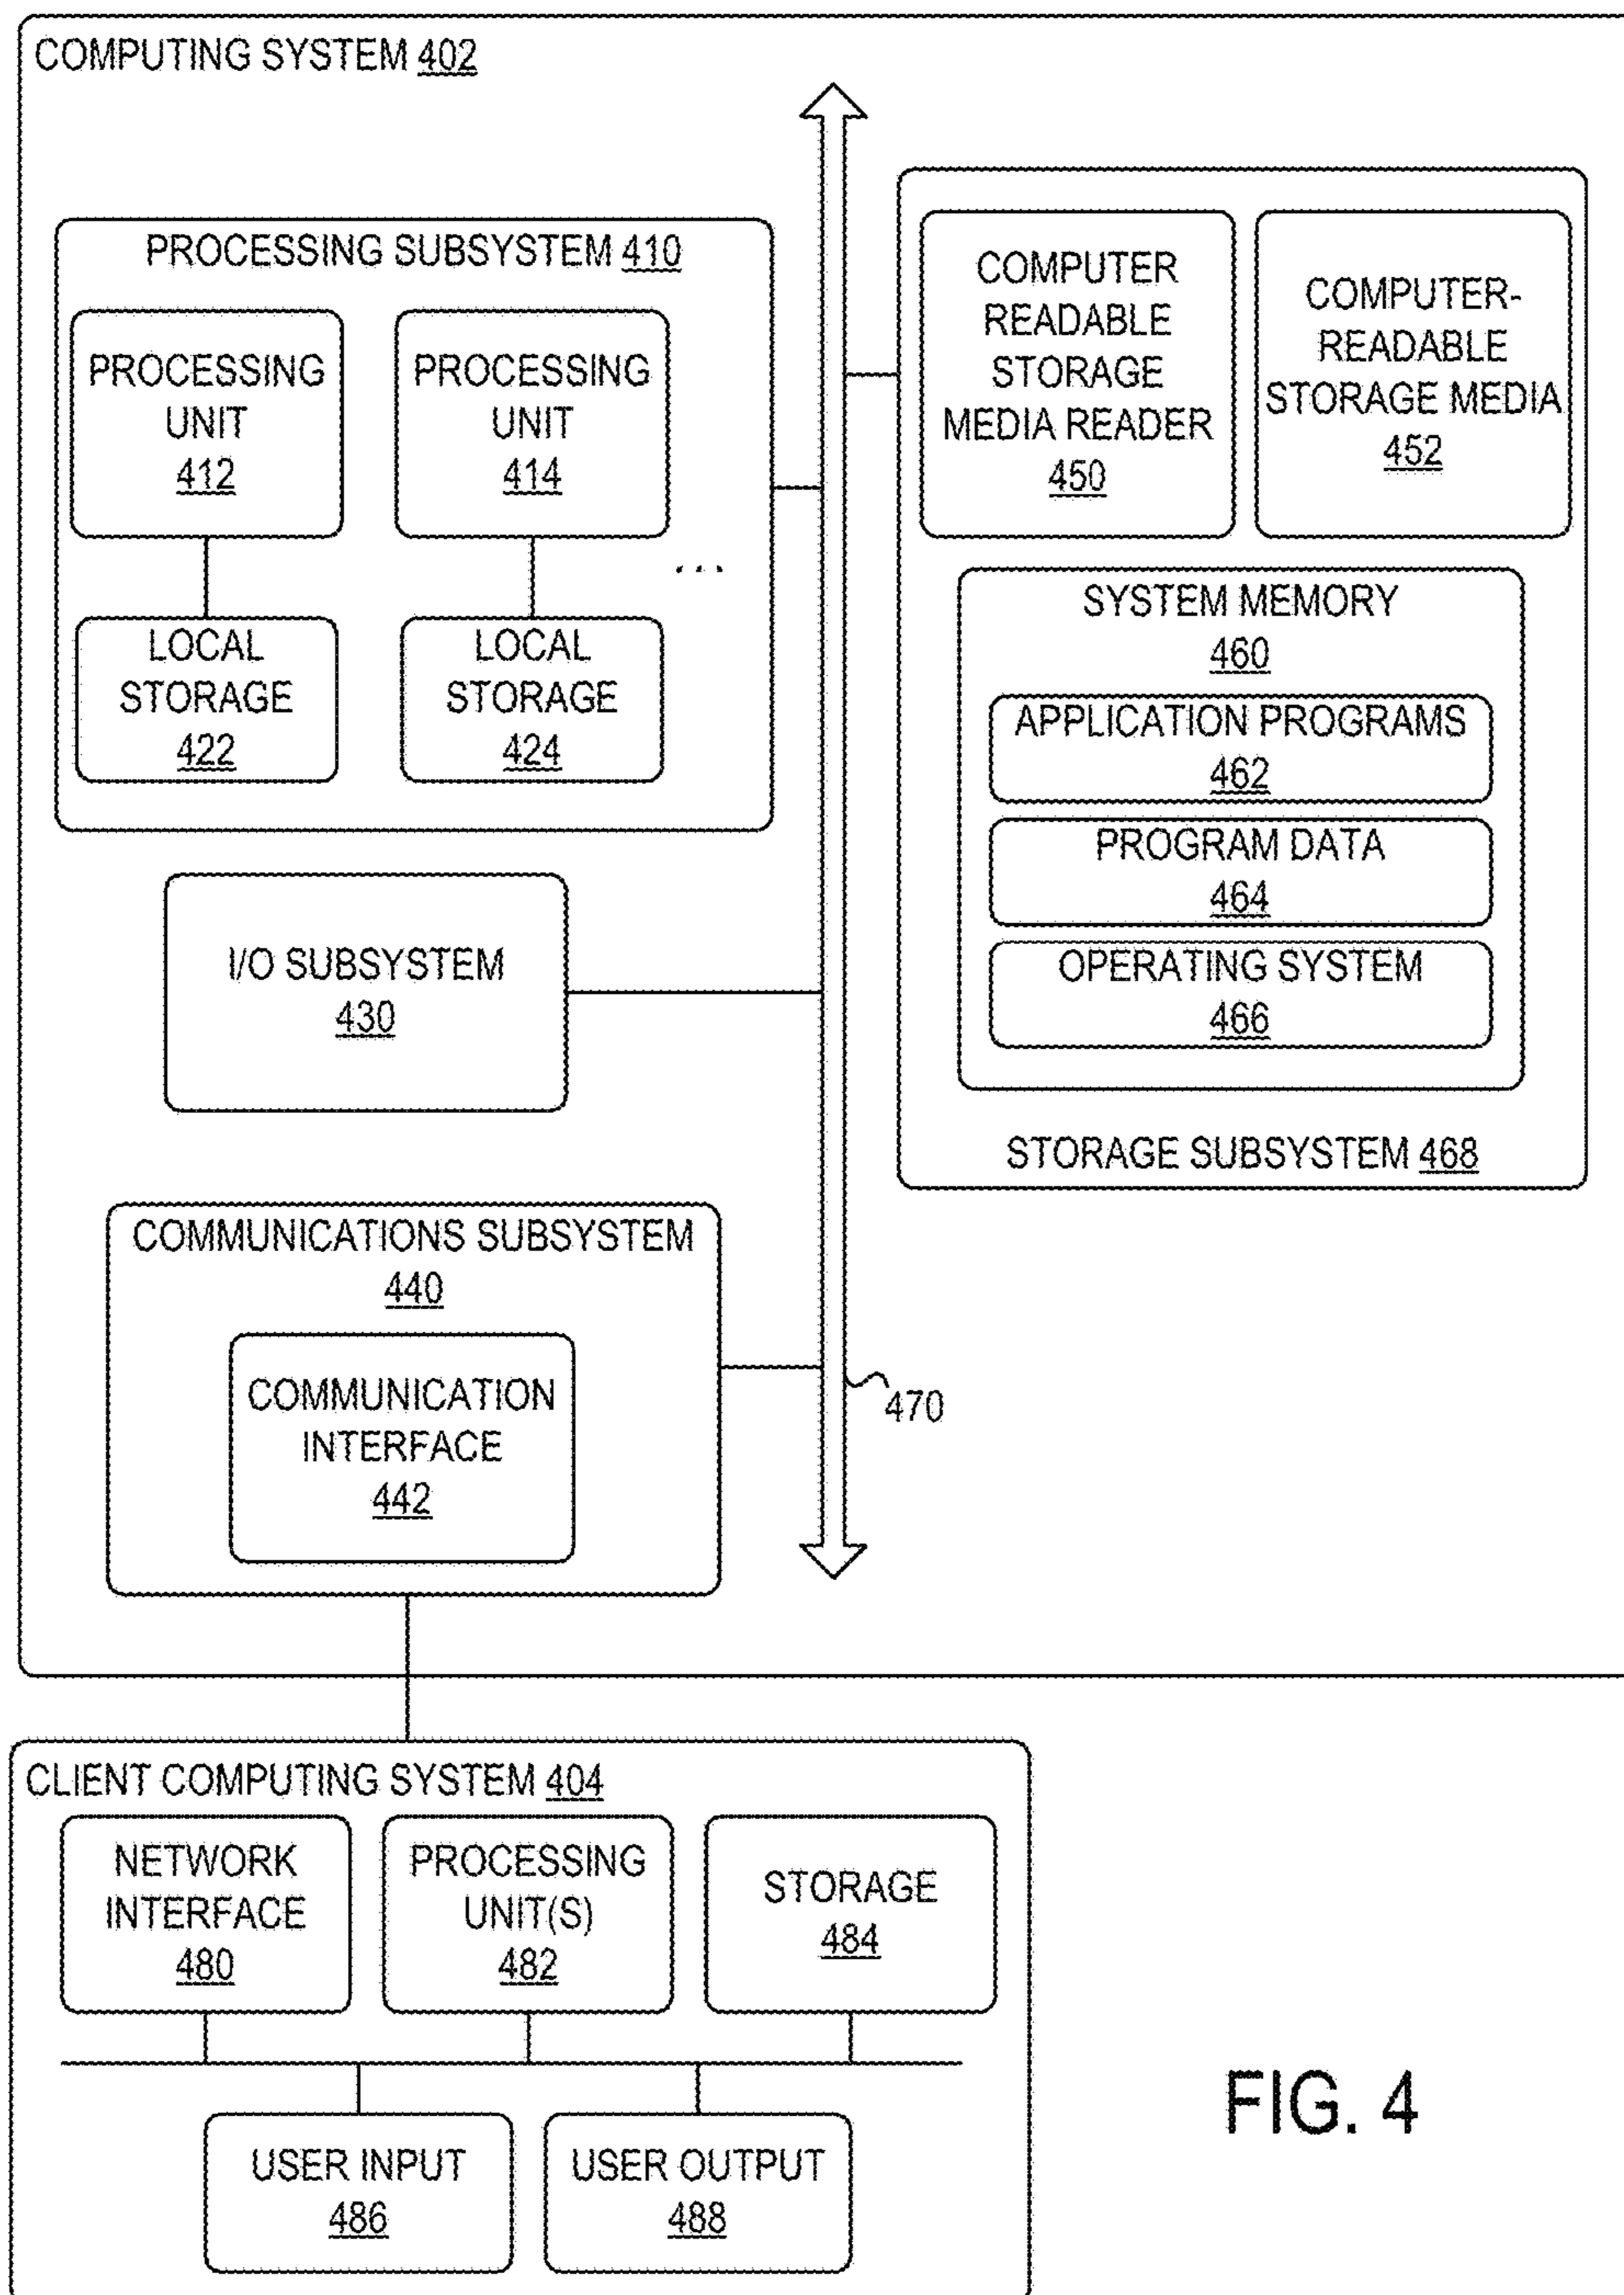 COMPUTING SYSTEM 402
PROCESSING SUBSYSTEM 410
PROCESSING
UNIT
412
PROCESSING
UNIT
414
...
LOCAL
STORAGE
422
LOCAL
STORAGE
424
I/O SUBSYSTEM
430
COMMUNICATIONS SUBSYSTEM
440
COMMUNICATION
INTERFACE
442
470
COMPUTER
READABLE
STORAGE
MEDIA READER
450
COMPUTER-
READABLE
STORAGE MEDIA
452
SYSTEM MEMORY
460
APPLICATION PROGRAMS
462
PROGRAM DATA
464
OPERATING SYSTEM
466
STORAGE SUBSYSTEM 468
CLIENT COMPUTING SYSTEM 404
NETWORK
INTERFACE
480
PROCESSING
UNIT(S)
482
STORAGE
484
USER INPUT
486
USER OUTPUT
488
FIG. 4